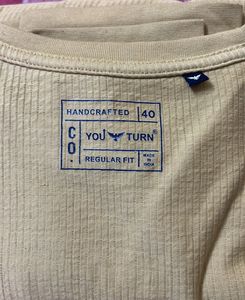 HANDCRAFTED 40
CO. YOU TURN®
REGULAR FIT MADE IN INDIA